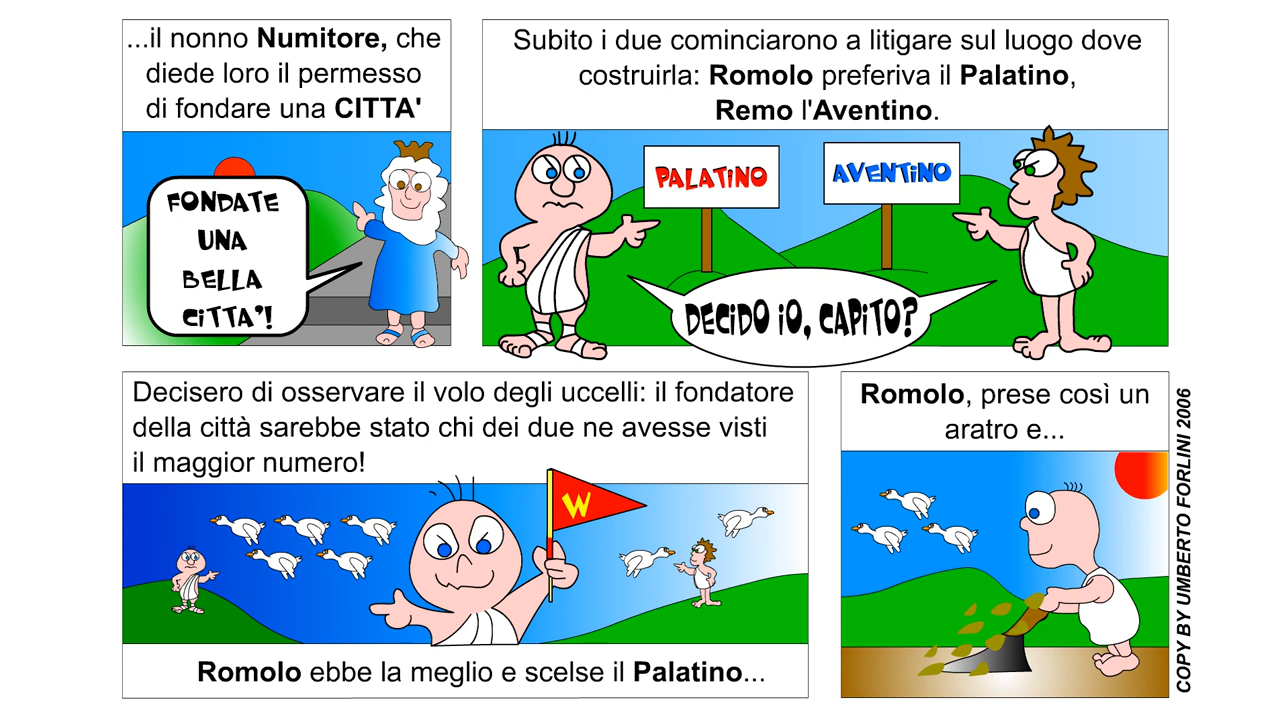 ...il nonno Numitore, che
diede loro il permesso
di fondare una CITTA'
FONDATE
UNA
BELLA
CITTA'!
Subito i due cominciarono a litigare sul luogo dove
costruirla: Romolo preferiva il Palatino,
Remo l'Aventino.
PALATINO
AVENTINO
DECIDO IO, CAPITO?
Decisero di osservare il volo degli uccelli: il fondatore
della città sarebbe stato chi dei due ne avesse visti
il maggior numero!
W
Romolo ebbe la meglio e scelse il Palatino...
Romolo, prese così un
aratro e...
COPY BY UMBERTO FORLINI 2006